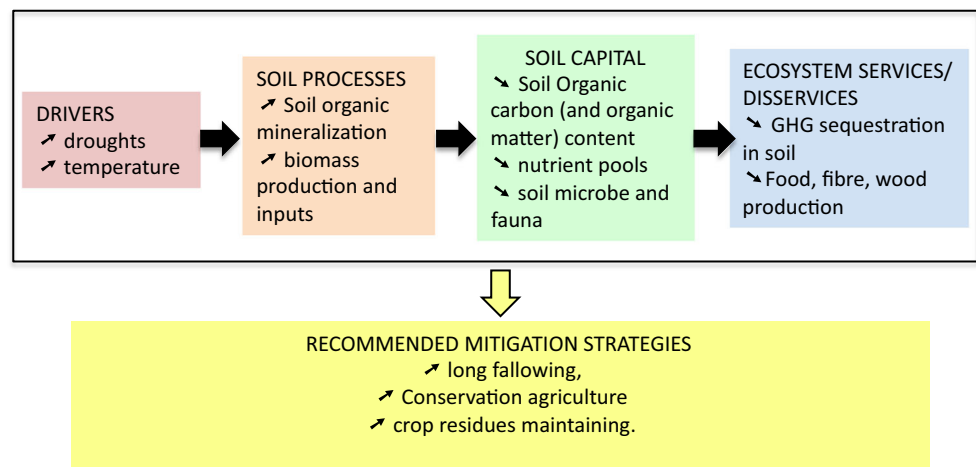 DRIVERS
↗ droughts
↗ temperature
SOIL PROCESSES
↗ Soil organic
mineralization
↗ biomass
production and
inputs
SOIL CAPITAL
↘ Soil Organic
carbon (and organic
matter) content
↘ nutrient pools
↘ soil microbe and
fauna
ECOSYSTEM SERVICES/
DISSERVICES
↘ GHG sequestration
in soil
↘Food, fibre, wood
production
RECOMMENDED MITIGATION STRATEGIES
↗ long fallowing,
↗ Conservation agriculture
↗ crop residues maintaining.